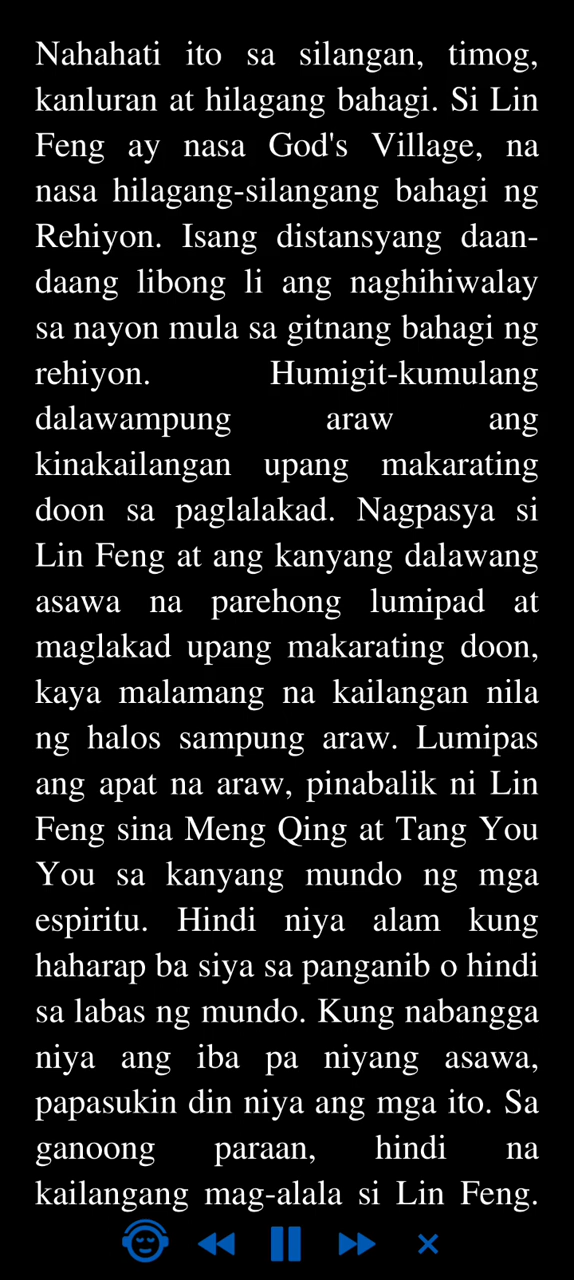 Nahahati ito sa silangan, timog,
kanluran at hilagang bahagi. Si Lin
Feng ay nasa God's Village, na
nasa hilagang-silangang bahagi ng
Rehiyon. Isang distansyang daan-
daang libong li ang naghihiwalay
sa nayon mula sa gitnang bahagi ng
rehiyon. Humigit-kumulang
dalawampung araw ang
kinakailangan upang makarating
doon sa paglalakad. Nagpasya si
Lin Feng at ang kanyang dalawang
asawa na parehong lumipad at
maglakad upang makarating doon,
kaya malamang na kailangan nila
ng halos sampung araw. Lumipas
ang apat na araw, pinabalik ni Lin
Feng sina Meng Qing at Tang You
You sa kanyang mundo ng mga
espiritu. Hindi niya alam kung
haharap ba siya sa panganib o hindi
sa labas ng mundo. Kung nabangga
niya ang iba pa niyang asawa,
papasukin din niya ang mga ito. Sa
ganoong paraan, hindi na
kailangang mag-alala si Lin Feng.